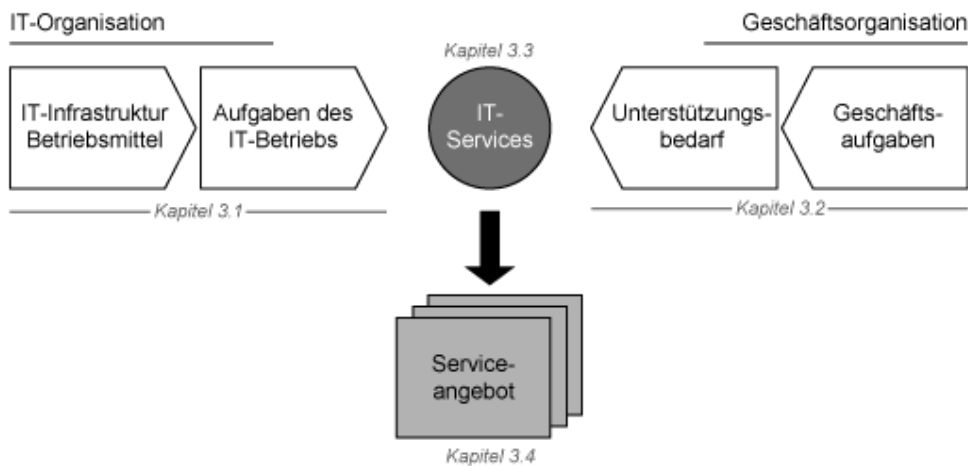 IT-Organisation
Geschäftsorganisation
Kapitel 3.3
IT-Infrastruktur
Betriebsmittel
Aufgaben des
IT-Betriebs
IT-
Services
Unterstützungs-
bedarf
Geschäfts-
aufgaben
Kapitel 3.1
Kapitel 3.2
Service-
angebot
Kapitel 3.4